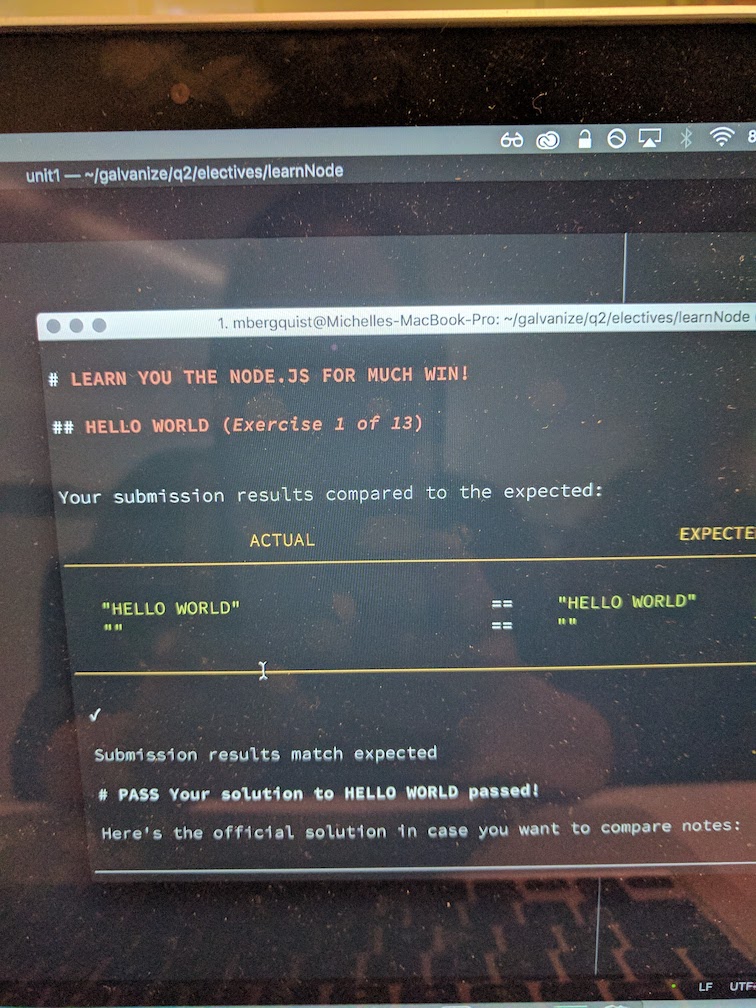 8
unit1 — ~/galvanize/q2/electives/learnNode
1. mbergquist@Michelles-MacBook-Pro: ~/galvanize/q2/electives/learnNode
# LEARN YOU THE NODE.JS FOR MUCH WIN!
## HELLO WORLD (Exercise 1 of 13)
Your submission results compared to the expected:
ACTUAL EXPECTE
"HELLO WORLD" == "HELLO WORLD"
"" == ""
✓
Submission results match expected
# PASS Your solution to HELLO WORLD passed!
Here's the official solution in case you want to compare notes:
LF UTF